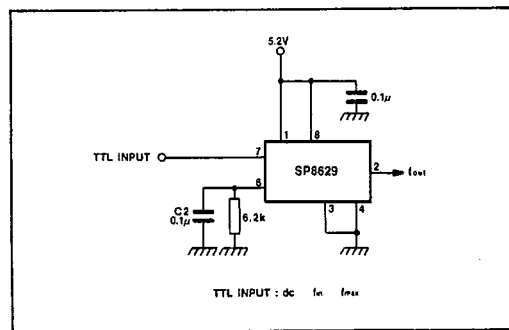 5.2V
0.1μ
1 8
7
TTL INPUT
SP8629
2
fout
6
C2
0.1μ
6.2k
3 4
TTL INPUT : dc fin fmax